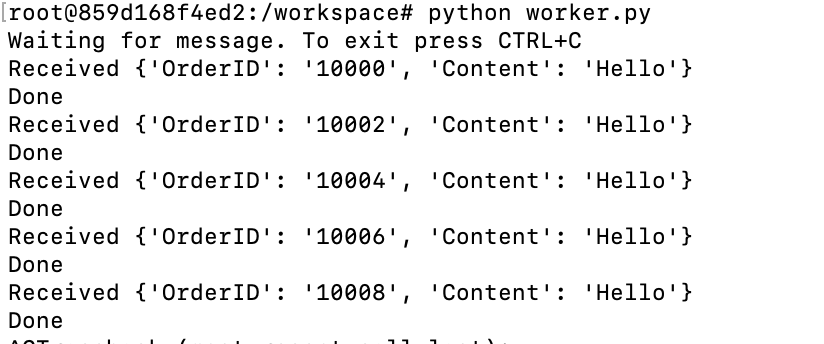 [root@859d168f4ed2:/workspace# python worker.py
Waiting for message. To exit press CTRL+C
Received {'OrderID': '10000', 'Content': 'Hello'}
Done
Received {'OrderID': '10002', 'Content': 'Hello'}
Done
Received {'OrderID': '10004', 'Content': 'Hello'}
Done
Received {'OrderID': '10006', 'Content': 'Hello'}
Done
Received {'OrderID': '10008', 'Content': 'Hello'}
Done